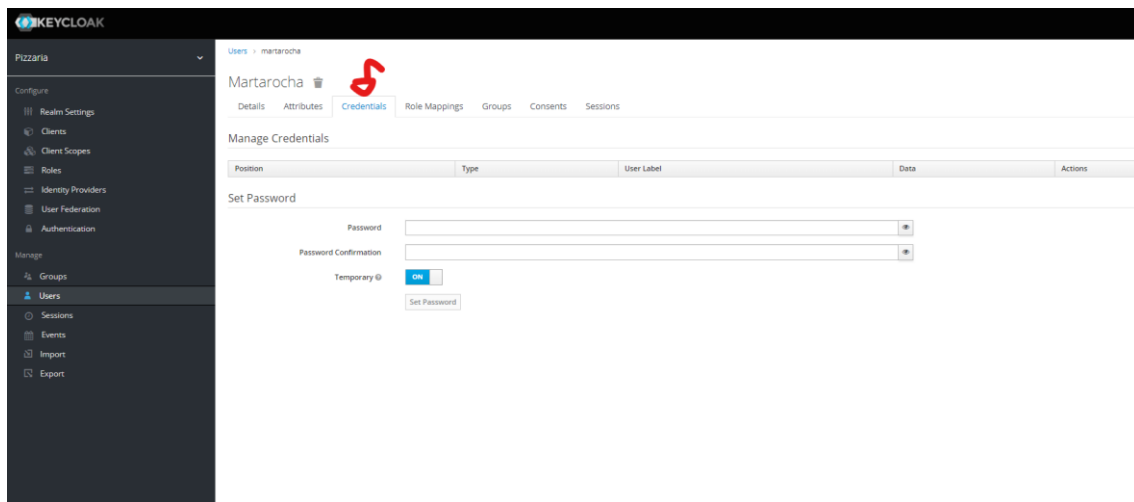 KEYCLOAK
Pizzaria
Configure
Realm Settings
Clients
Client Scopes
Roles
Identity Providers
User Federation
Authentication
Manage
Groups
Users
Sessions
Events
Import
Export
Users > martarocha
Martarocha
Details Attributes Credentials Role Mappings Groups Consents Sessions
Manage Credentials
Position Type User Label Data Actions
Set Password
Password
Password Confirmation
Temporary ON
Set Password